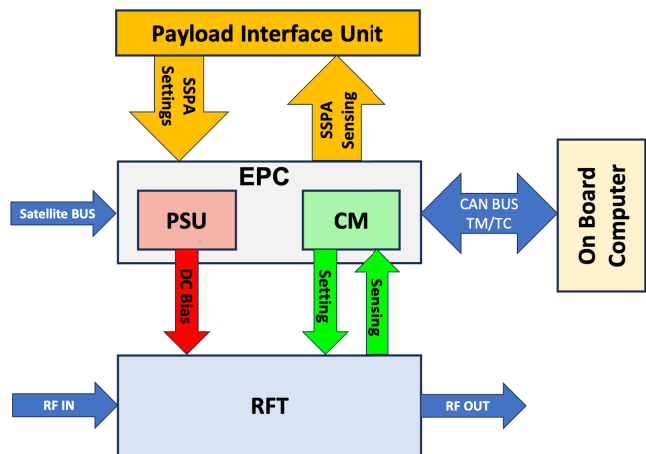 Payload Interface Unit
SSPA
Settings
SSPA
Sensing
EPC
Satellite BUS
PSU
CM
CAN BUS
TM/TC
On Board
Computer
DC Bias
Setting
Sensing
RF IN
RFT
RF OUT